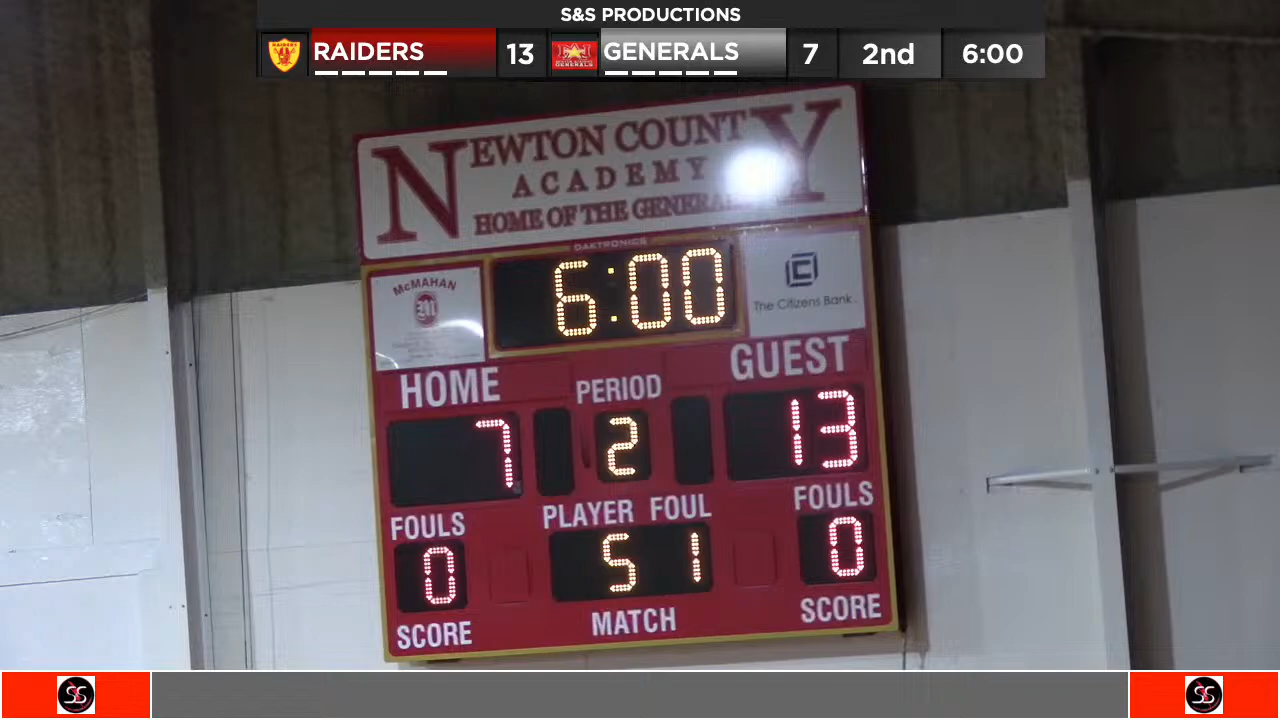 S&S PRODUCTIONS
RAIDERS 13 GENERALS 7 2nd 6:00
NEWTON COUNTY
ACADEMY
HOME OF THE GENERA
DAKTRONICS
McMAHAN
6:00
The Citizens Bank
HOME PERIOD GUEST
7 2 13
FOULS PLAYER FOUL FOULS
0 5 1 0
SCORE MATCH SCORE